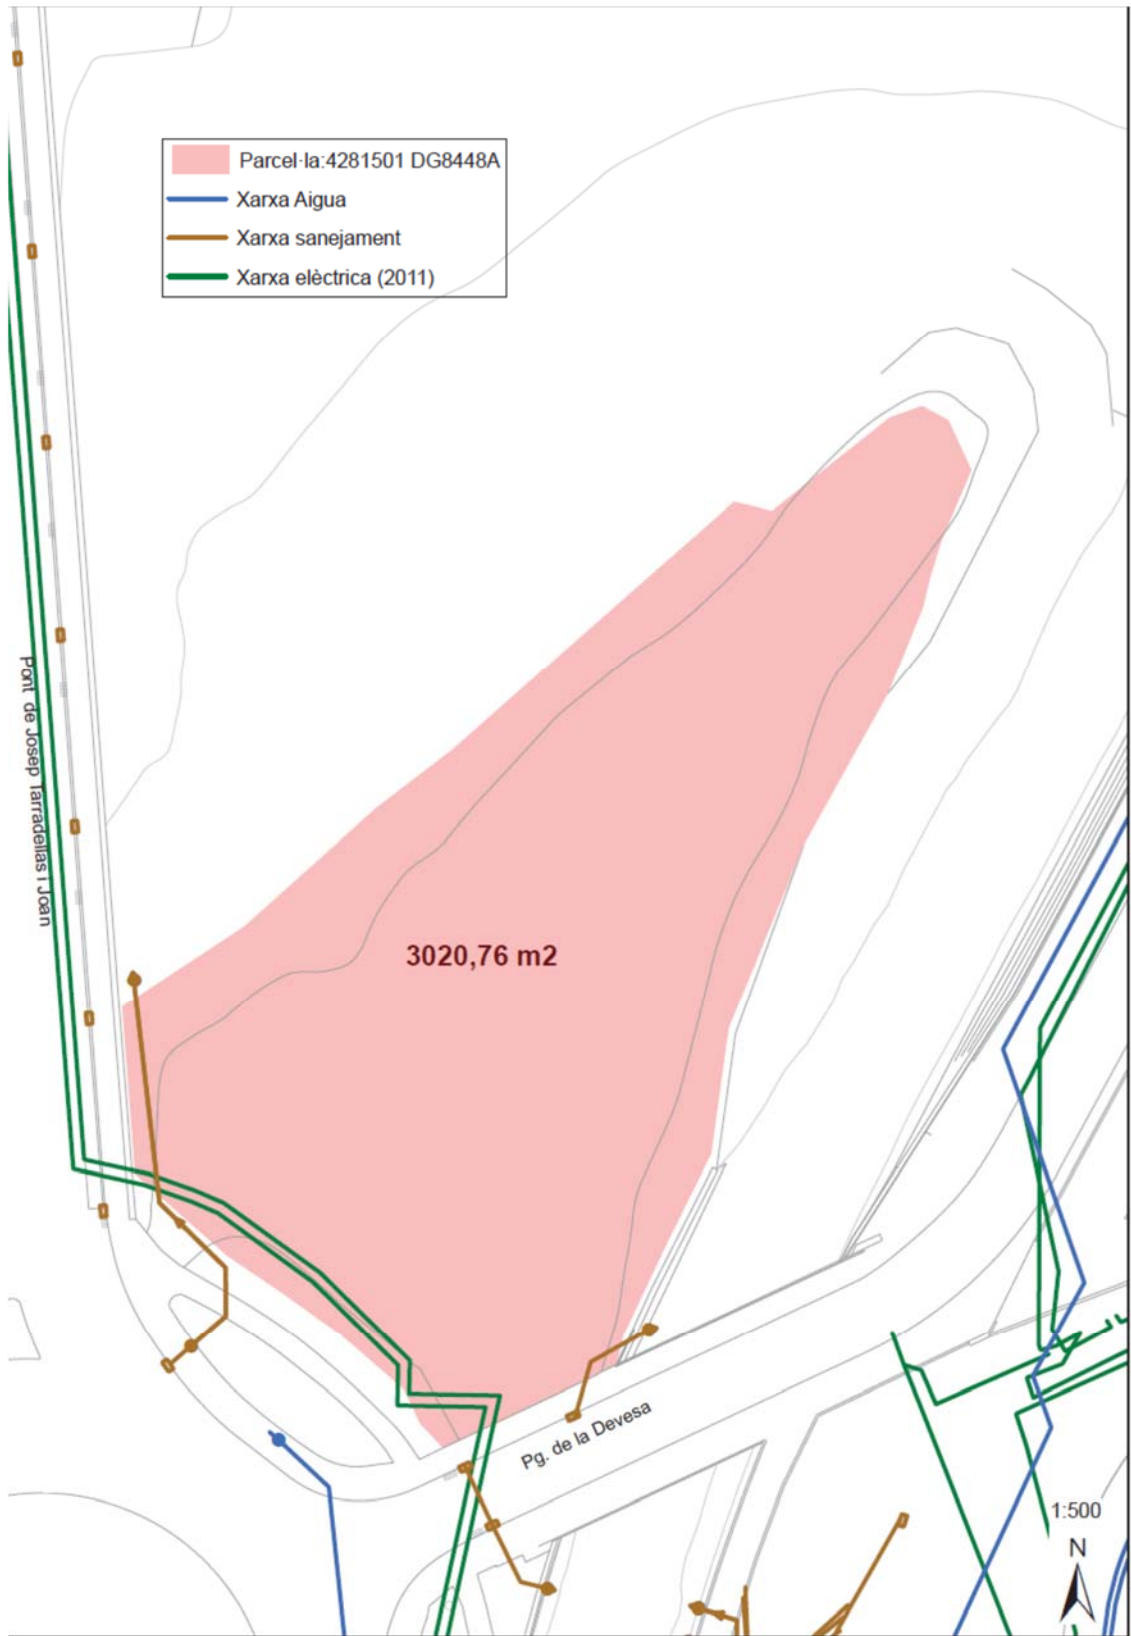 Parcel·la:4281501 DG8448A
Xarxa Aigua
Xarxa sanejament
Xarxa elèctrica (2011)
Pont de Josep Tarradellas i Joan
3020,76 m2
Pg. de la Devesa
1:500
N